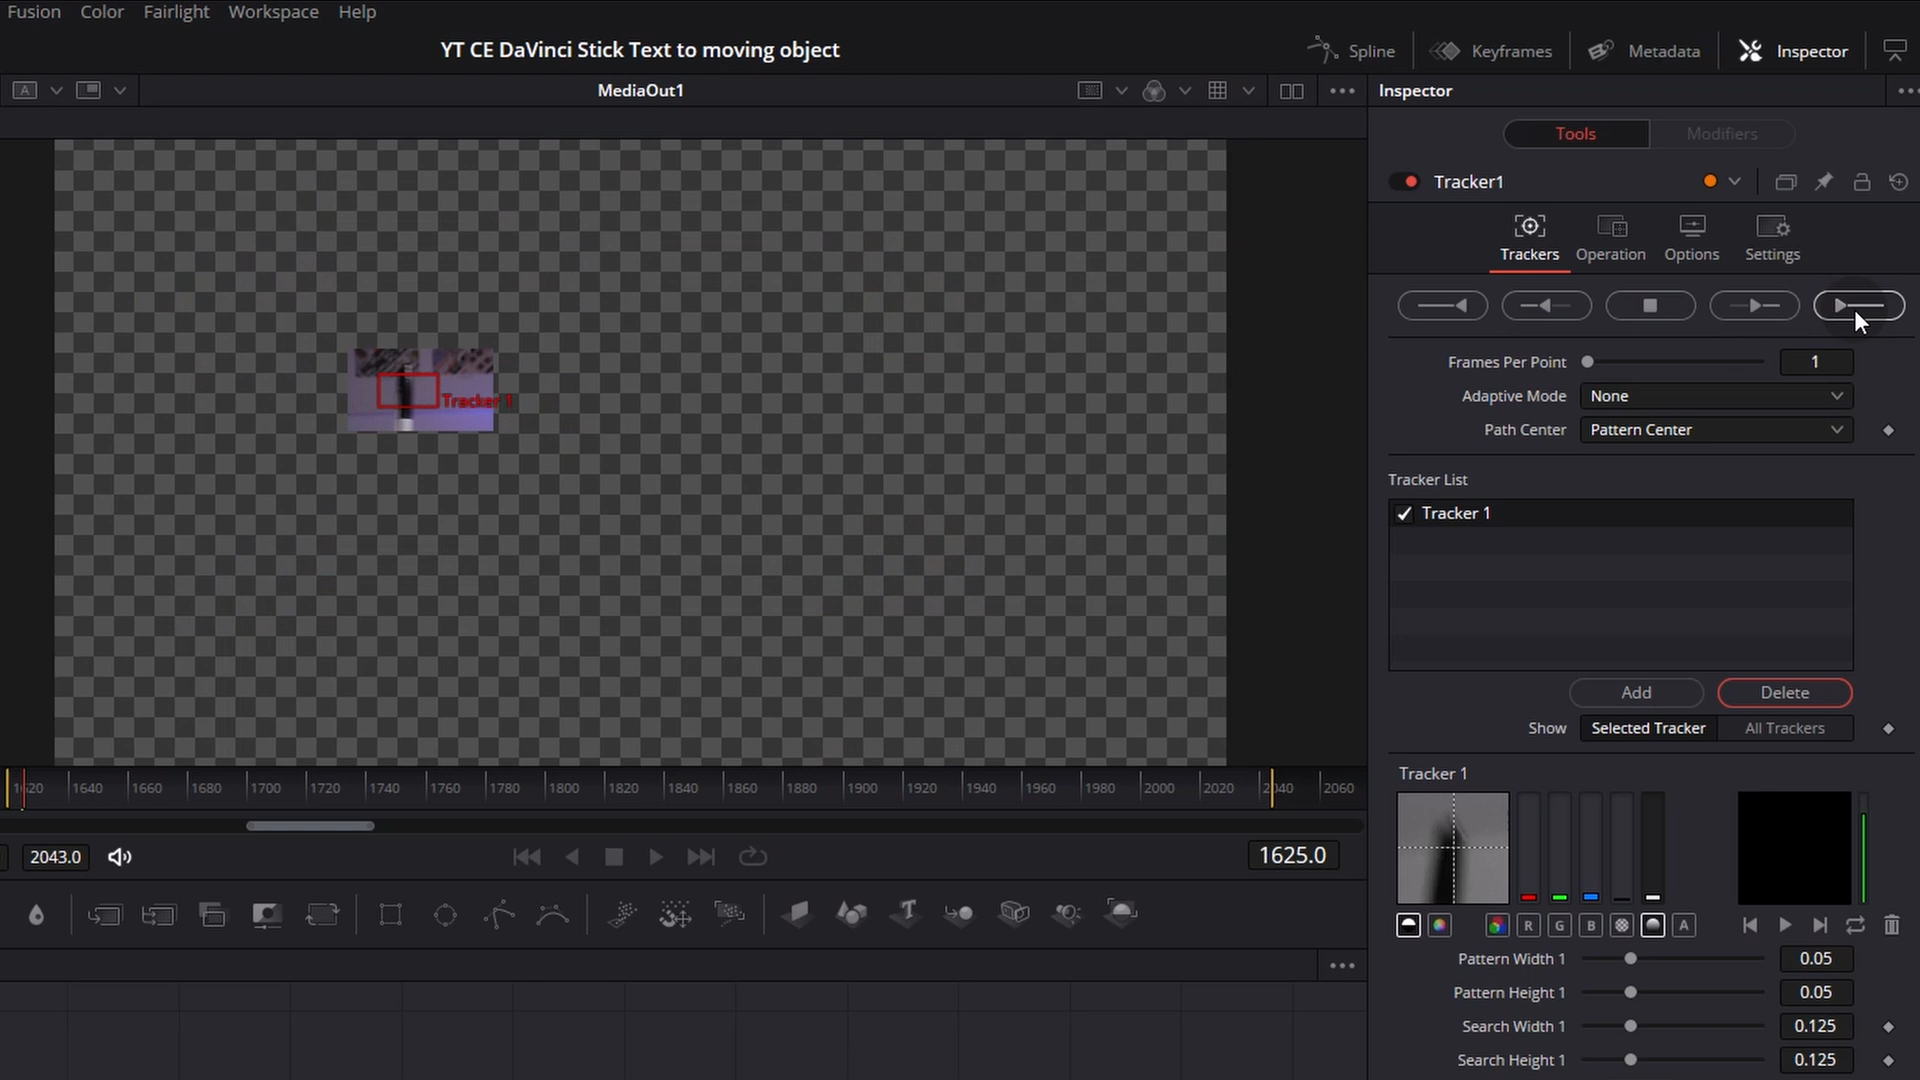 Fusion Color Fairlight Workspace Help
YT CE DaVinci Stick Text to moving object
Spline Keyframes Metadata Inspector
A MediaOut1 Inspector
Tools Modifiers
Tracker1
Trackers Operation Options Settings
Frames Per Point 1
Adaptive Mode None
Path Center Pattern Center
Tracker 1
Tracker List
Tracker 1
Add Delete
Show Selected Tracker All Trackers
Tracker 1
1640 1660 1680 1700 1720 1740 1760 1780 1800 1820 1840 1860 1880 1900 1920 1940 1960 1980 2000 2020 2040 2060
2043.0 1625.0
T
R G B A
Pattern Width 1 0.05
Pattern Height 1 0.05
Search Width 1 0.125
Search Height 1 0.125